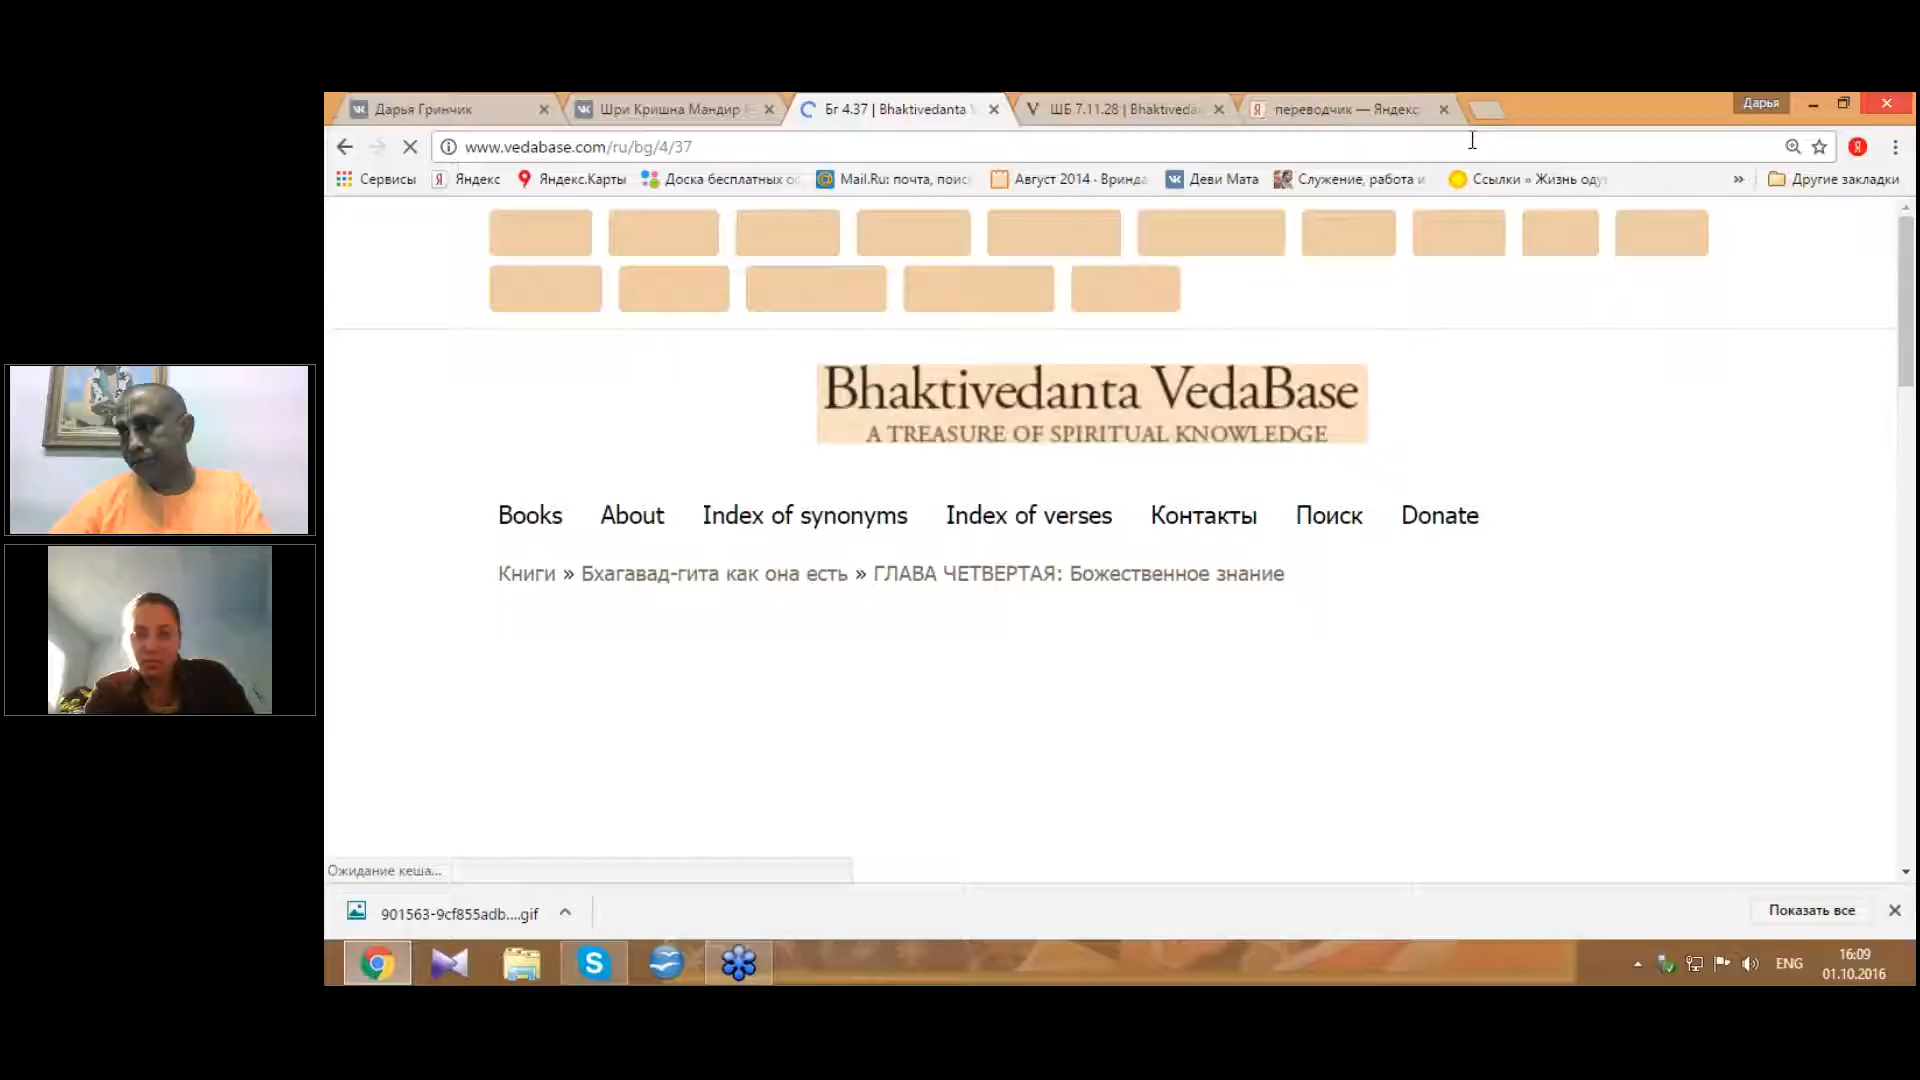 Дарья Гринчик
Шри Кришна Мандир
Бг 4.37 | Bhaktivedanta
ШБ 7.11.28 | Bhaktiveda
переводчик — Яндекс
Дарья
www.vedabase.com/ru/bg/4/37
Сервисы
Яндекс
Яндекс.Карты
Доска бесплатных
Mail.Ru: почта, поис
Август 2014 - Вринда
Деви Мата
Служение, работа и
Ссылки » Жизнь
»
Другие закладки
Bhaktivedanta VedaBase
A TREASURE OF SPIRITUAL KNOWLEDGE
Books About Index of synonyms Index of verses Контакты Поиск Donate
Книги » Бхагавад-гита как она есть » ГЛАВА ЧЕТВЕРТАЯ: Божественное знание
Ожидание кеша...
901563-9cf855adb....gif
Показать все
ENG
16:09
01.10.2016